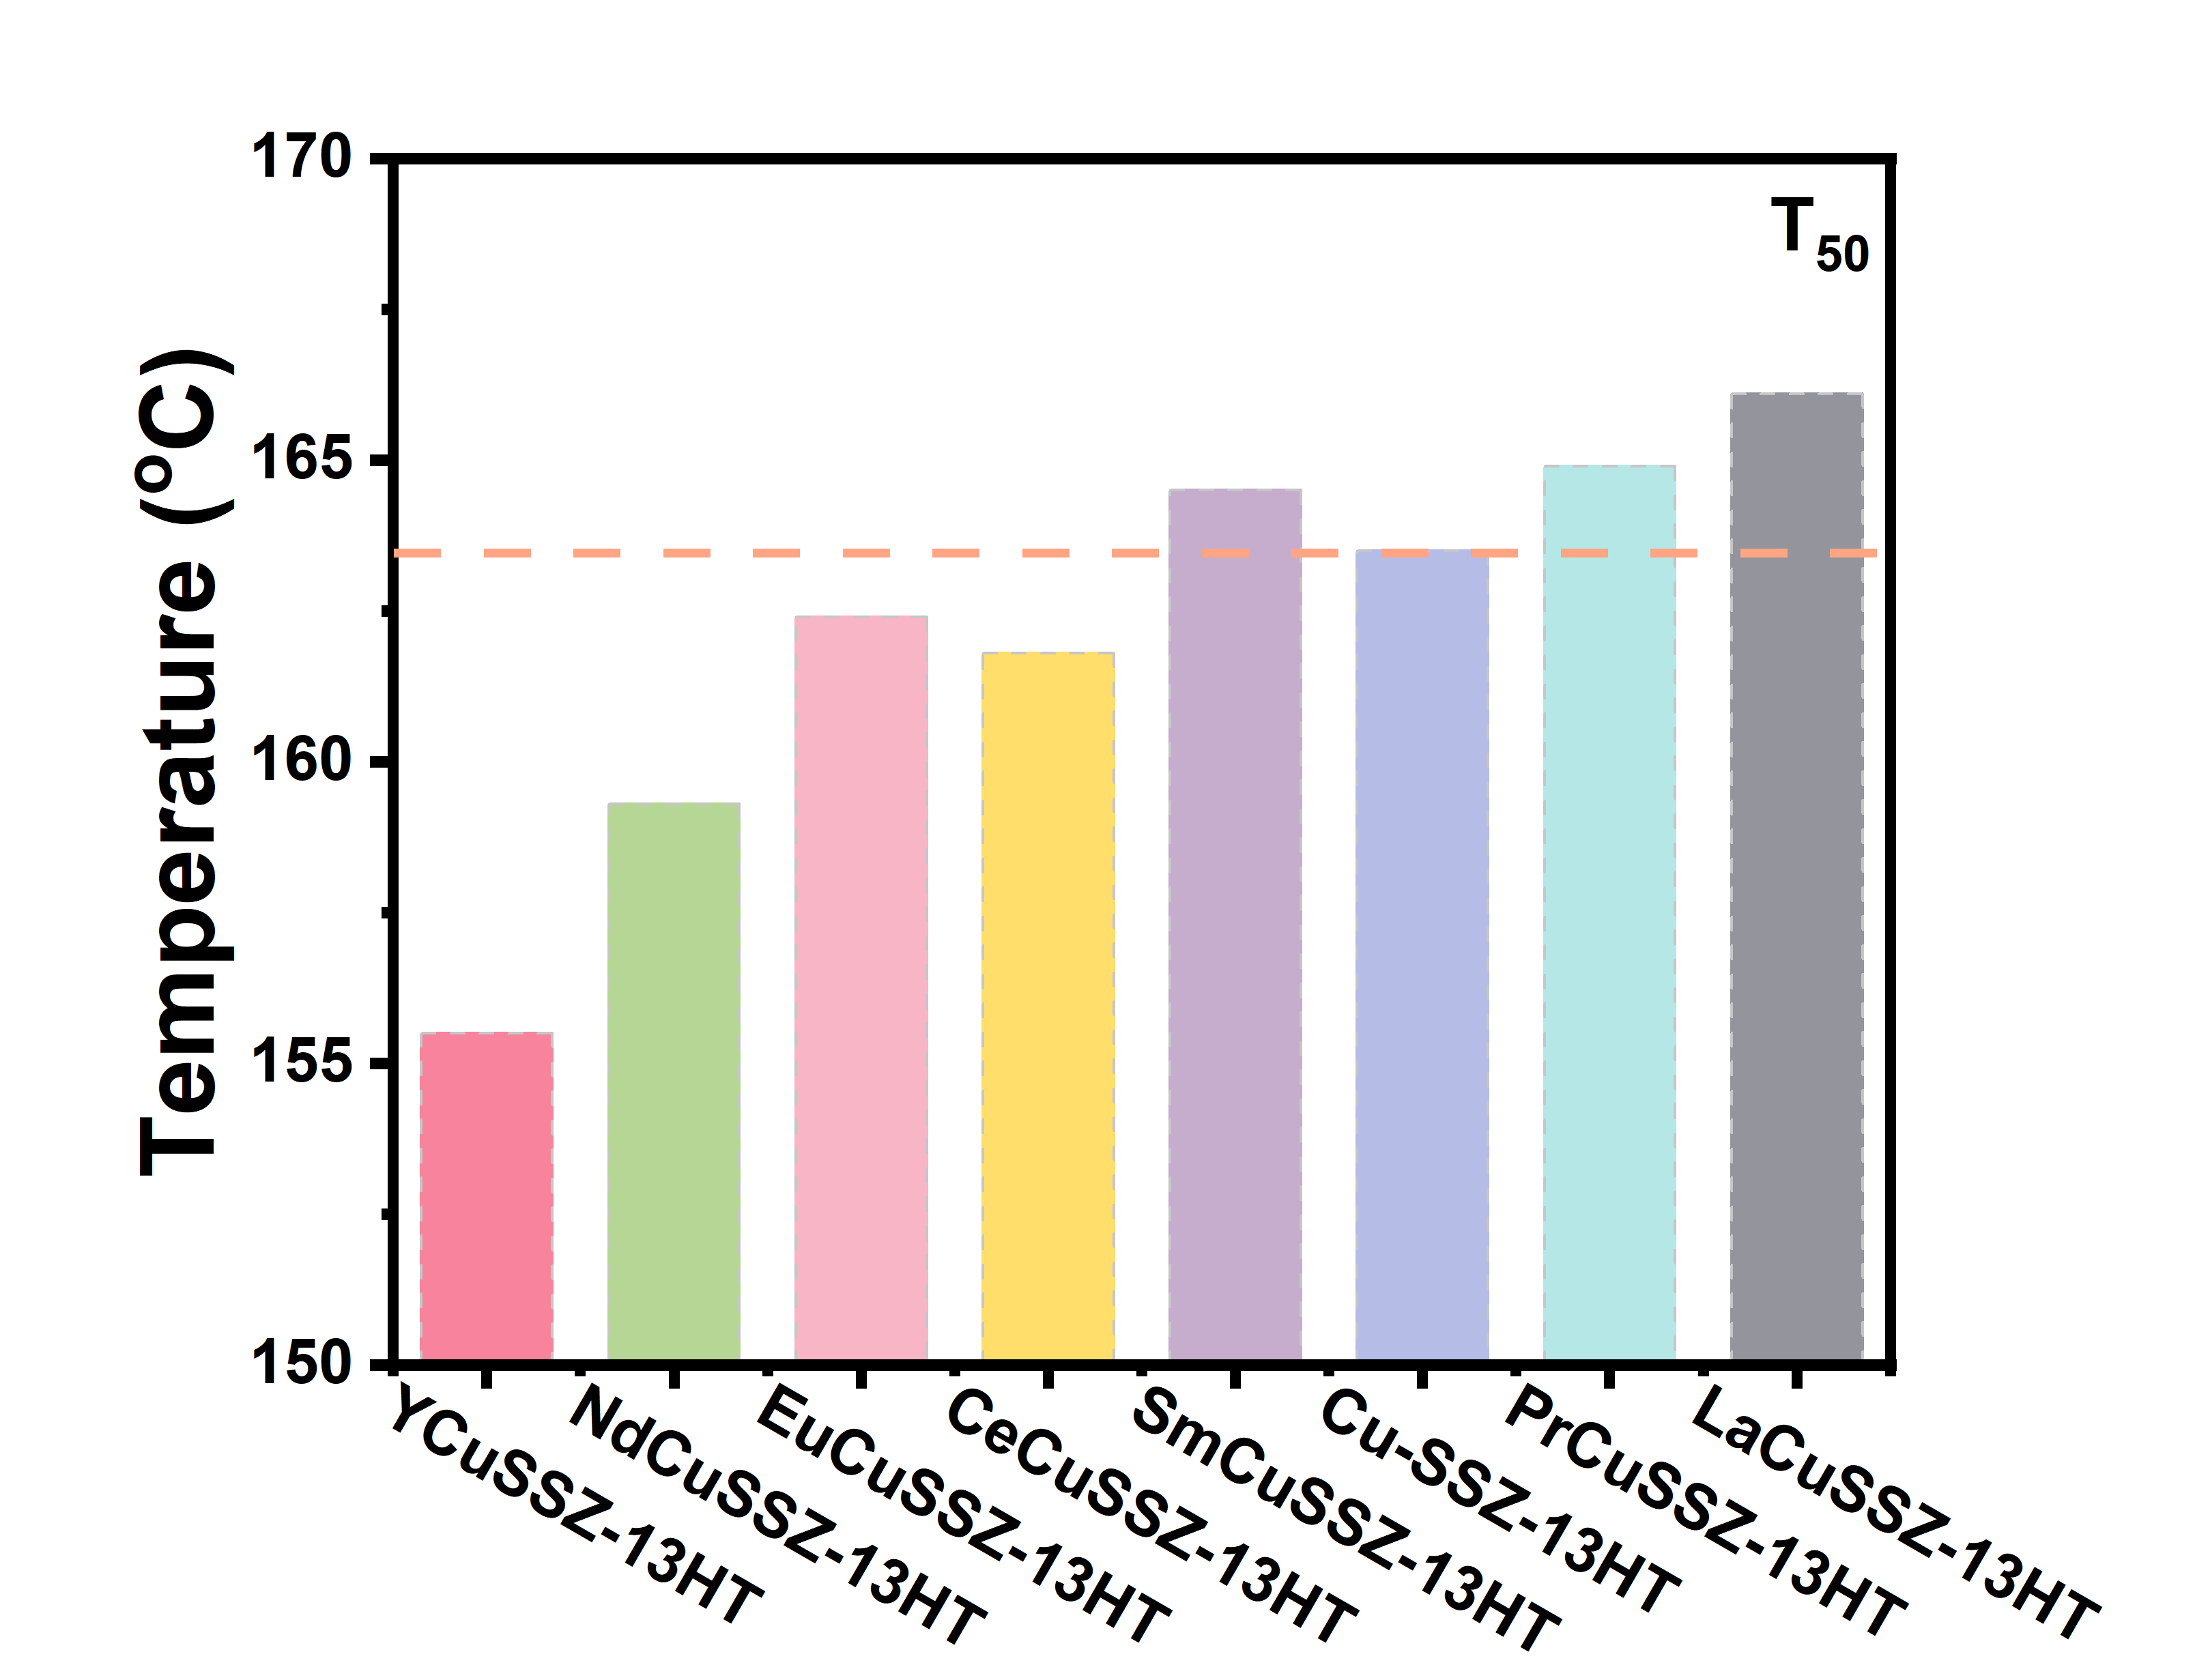 170
165
160
155
150
Temperature (°C)
T50
YCuSSZ-13HT
NdCuSSZ-13HT
EuCuSSZ-13HT
CeCuSSZ-13HT
SmCuSSZ-13HT
Cu-SSZ-13HT
PrCuSSZ-13HT
LaCuSSZ-13HT